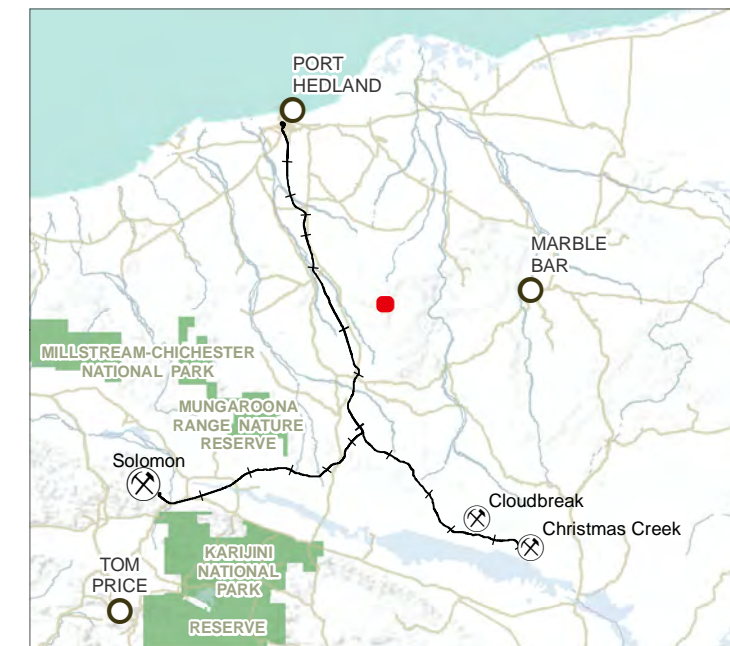 PORT
HEDLAND
MARBLE
BAR
MILLSTREAM-CHICHESTER
NATIONAL PARK
MUNGAROONA
RANGE NATURE
RESERVE
Solomon
Cloudbreak
Christmas Creek
KARIJINI
NATIONAL
PARK
TOM
PRICE
RESERVE